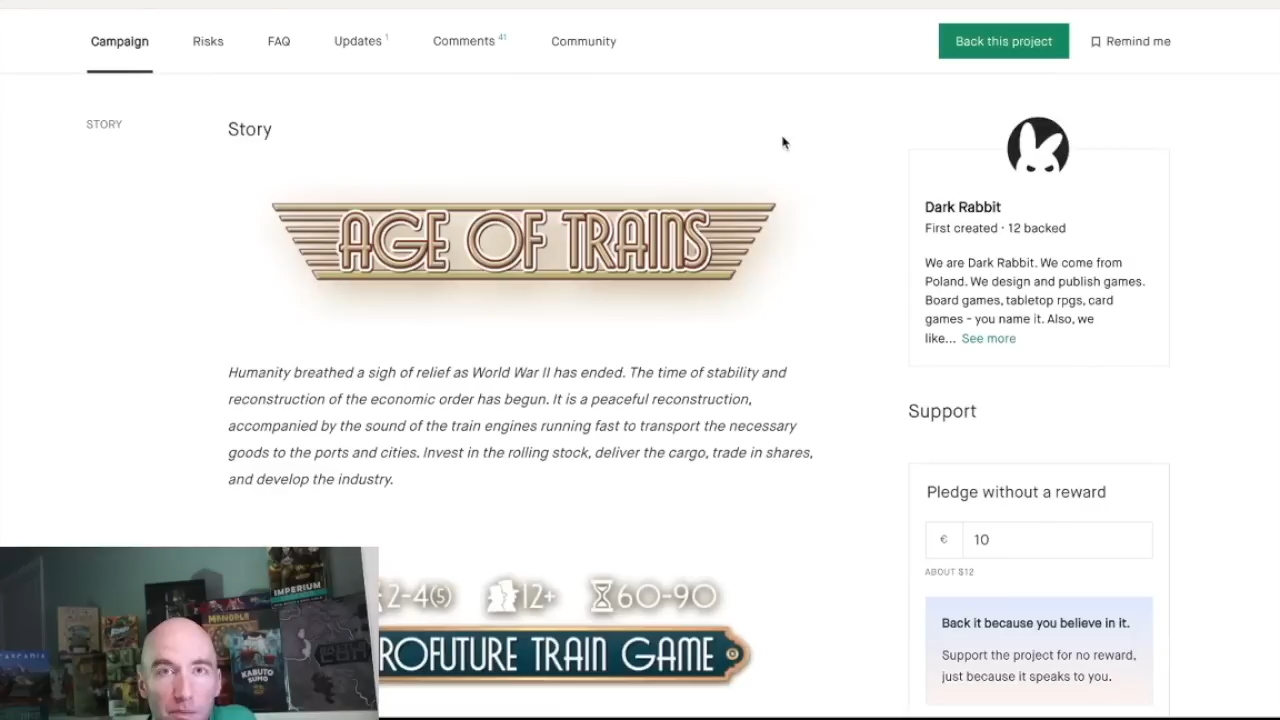 Campaign
Risks
FAQ
Updates 1
Comments 41
Community
Back this project
Remind me
STORY
Story
AGE OF TRAINS
Humanity breathed a sigh of relief as World War II has ended. The time of stability and
reconstruction of the economic order has begun. It is a peaceful reconstruction,
accompanied by the sound of the train engines running fast to transport the necessary
goods to the ports and cities. Invest in the rolling stock, deliver the cargo, trade in shares,
and develop the industry.
2-4(5)
12+
60-90
ROFUTURE TRAIN GAME
Dark Rabbit
First created · 12 backed
We are Dark Rabbit. We come from
Poland. We design and publish games.
Board games, tabletop rpgs, card
games - you name it. Also, we
like... See more
Support
Pledge without a reward
€ 10
ABOUT $12
Back it because you believe in it.
Support the project for no reward,
just because it speaks to you.
IMPERIUM
CASCADIA
KABUTO
SUMO